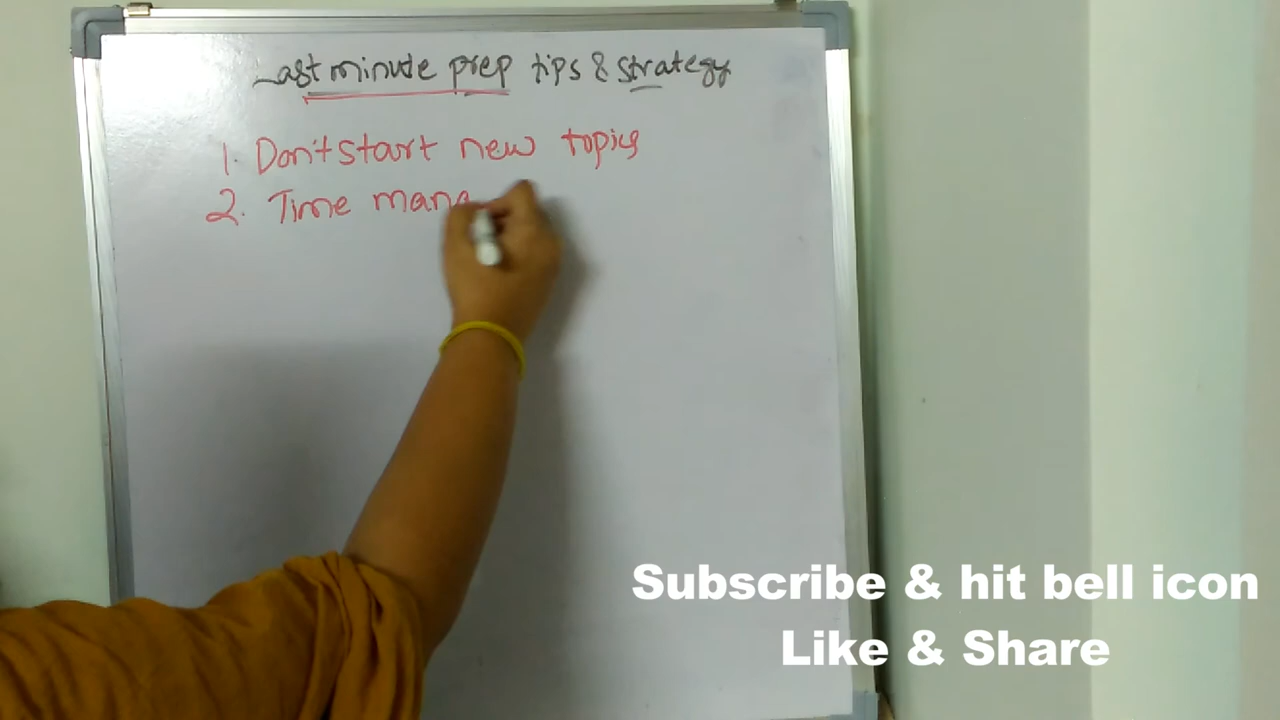 Last minute prep tips & strategy
1. Don't start new topics
2. Time mana
Subscribe & hit bell icon
Like & Share